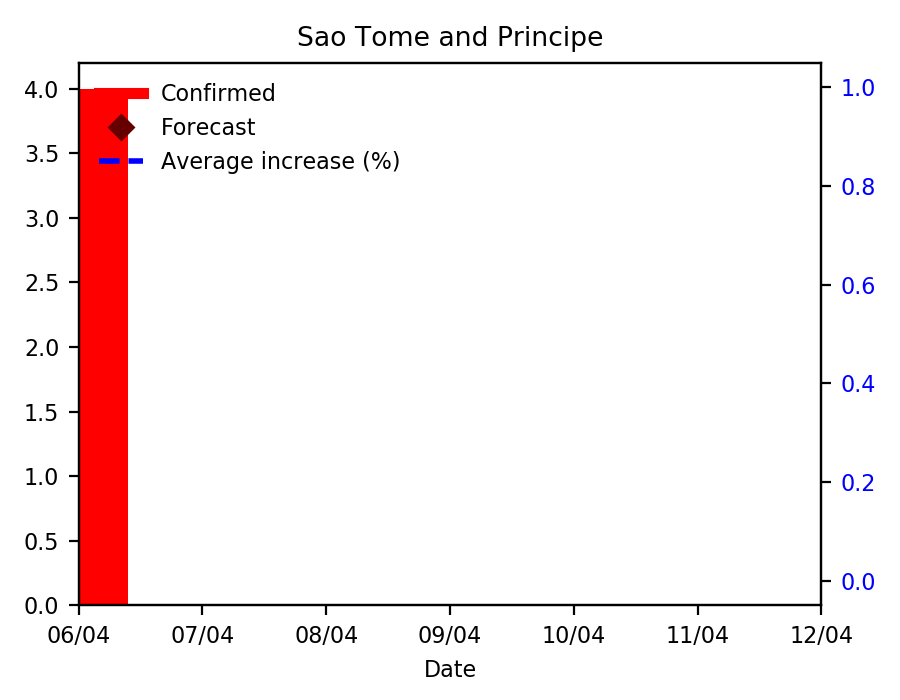 Sao Tome and Principe
Confirmed
Forecast
Average increase (%)
4.0
3.5
3.0
2.5
2.0
1.5
1.0
0.5
0.0
1.0
0.8
0.6
0.4
0.2
0.0
06/04 07/04 08/04 09/04 10/04 11/04 12/04
Date